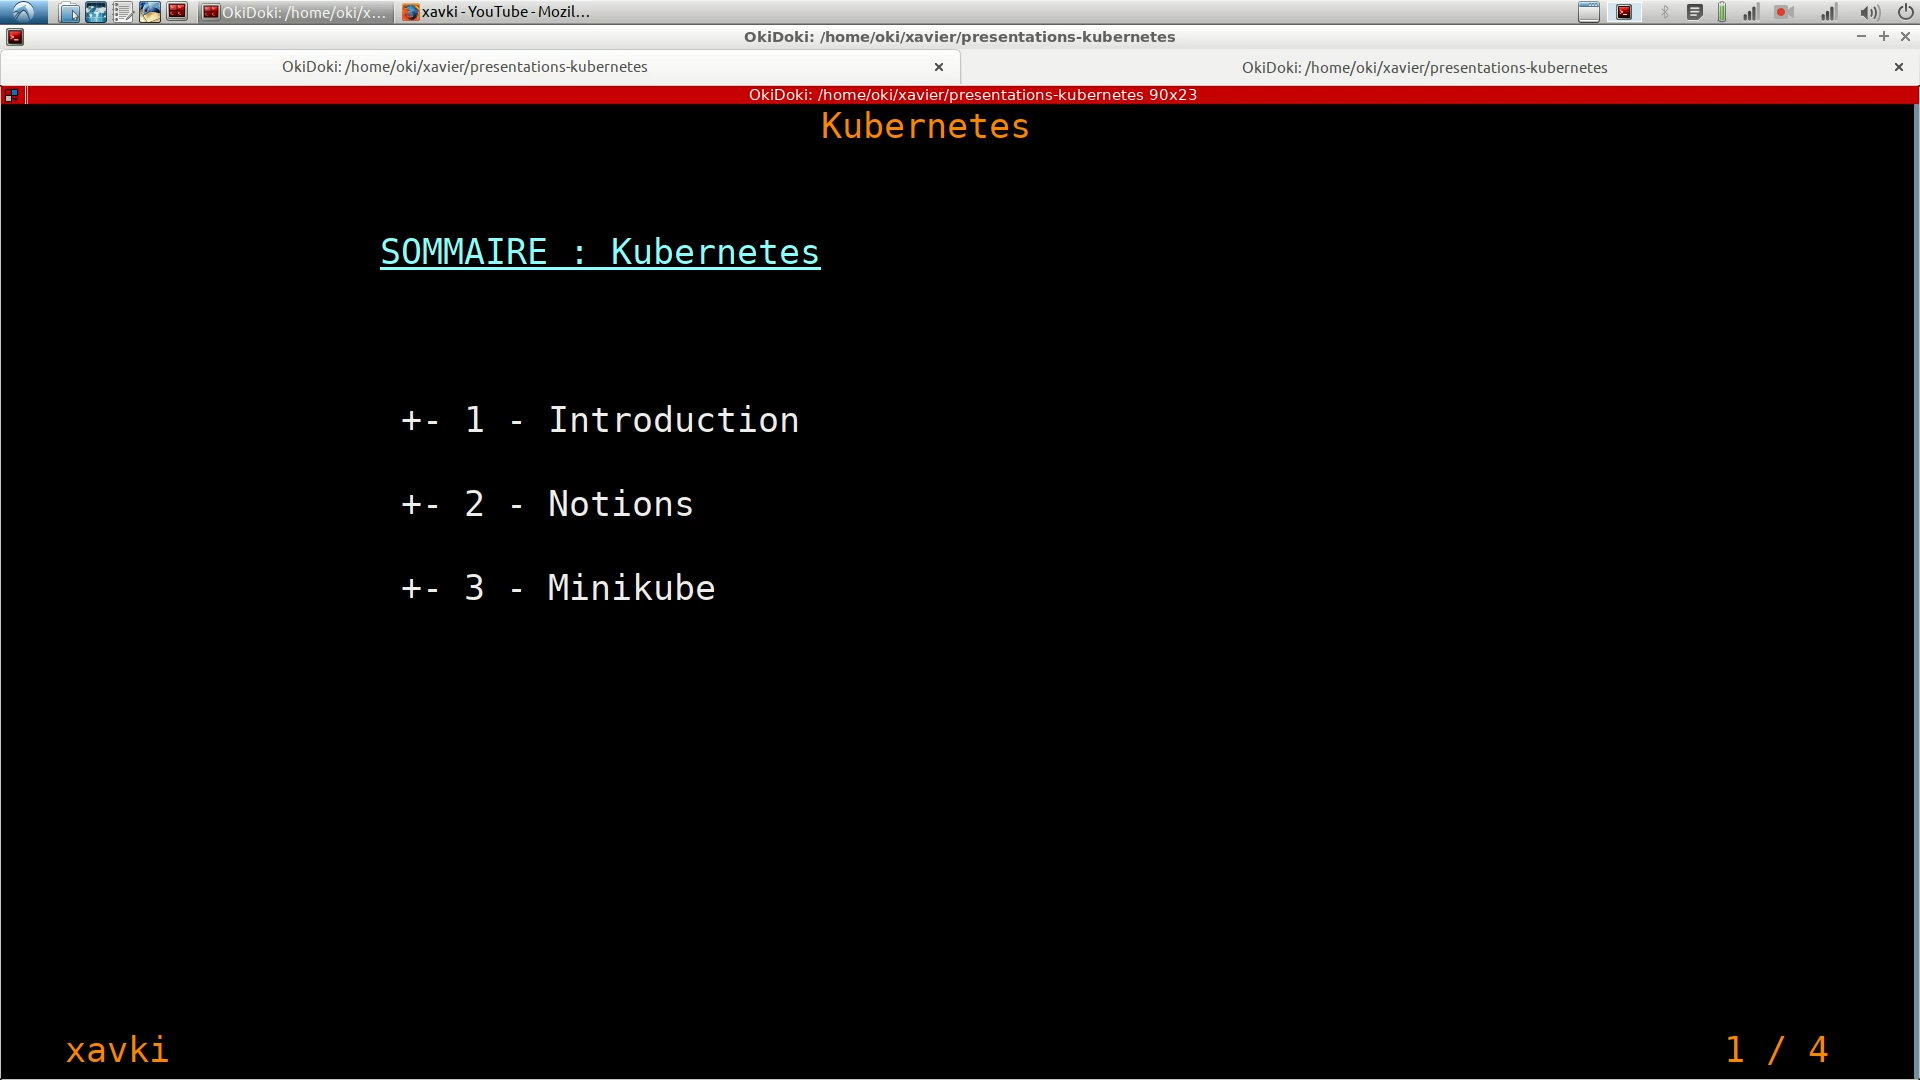 OkiDoki: /home/oki/x...
xavki - YouTube - Mozil...
OkiDoki: /home/oki/xavier/presentations-kubernetes
OkiDoki: /home/oki/xavier/presentations-kubernetes
OkiDoki: /home/oki/xavier/presentations-kubernetes
OkiDoki: /home/oki/xavier/presentations-kubernetes 90x23
Kubernetes
SOMMAIRE : Kubernetes
+- 1 - Introduction
+- 2 - Notions
+- 3 - Minikube
xavki
1 / 4